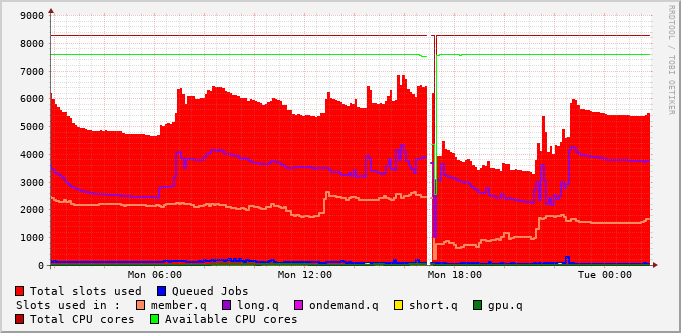 9000
8000
7000
6000
5000
4000
3000
2000
1000
0
Mon 06:00 Mon 12:00 Mon 18:00 Tue 00:00
RRDTOOL / TOBI OETIKER
Total slots used Queued Jobs
Slots used in : member.q long.q ondemand.q short.q gpu.q
Total CPU cores Available CPU cores